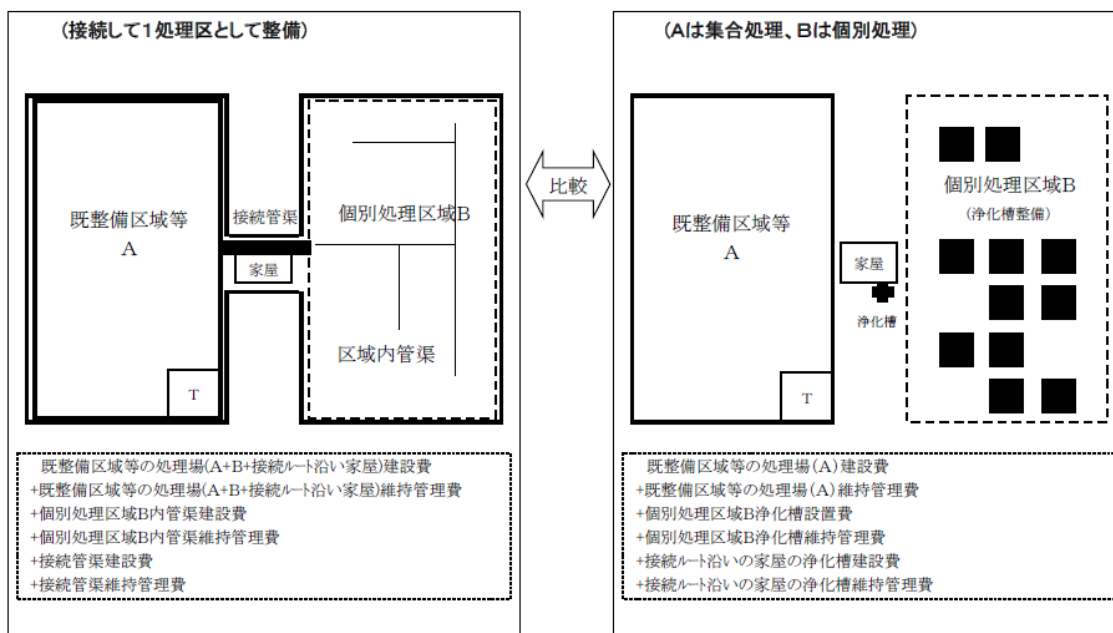 (接続して1処理区として整備)
既整備区域等
A
接続管渠
家屋
個別処理区域B
区域内管渠
T
既整備区域等の処理場(A+B+接続ルート沿い家屋)建設費
+既整備区域等の処理場(A+B+接続ルート沿い家屋)維持管理費
+個別処理区域B内管渠建設費
+個別処理区域B内管渠維持管理費
+接続管渠建設費
+接続管渠維持管理費
比較
(Aは集合処理、Bは個別処理)
既整備区域等
A
家屋
浄化槽
個別処理区域B
(浄化槽整備)
T
既整備区域等の処理場(A)建設費
+既整備区域等の処理場(A)維持管理費
+個別処理区域B浄化槽設置費
+個別処理区域B浄化槽維持管理費
+接続ルート沿いの家屋の浄化槽建設費
+接続ルート沿いの家屋の浄化槽維持管理費